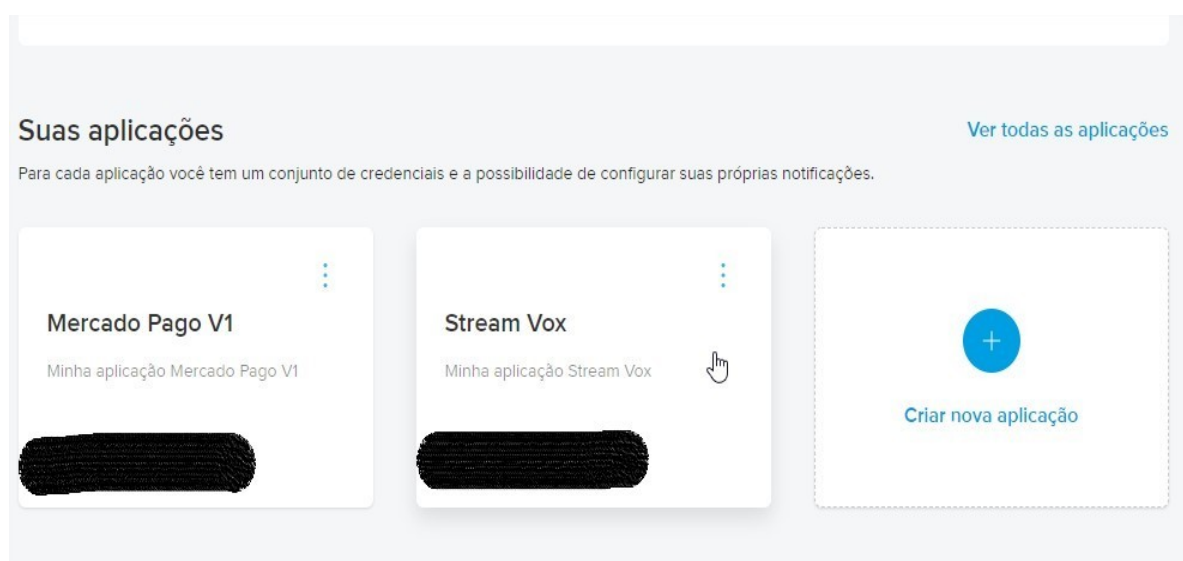 Suas aplicações
Ver todas as aplicações
Para cada aplicação você tem um conjunto de credenciais e a possibilidade de configurar suas próprias notificações.
Mercado Pago V1
Minha aplicação Mercado Pago V1
Stream Vox
Minha aplicação Stream Vox
Criar nova aplicação